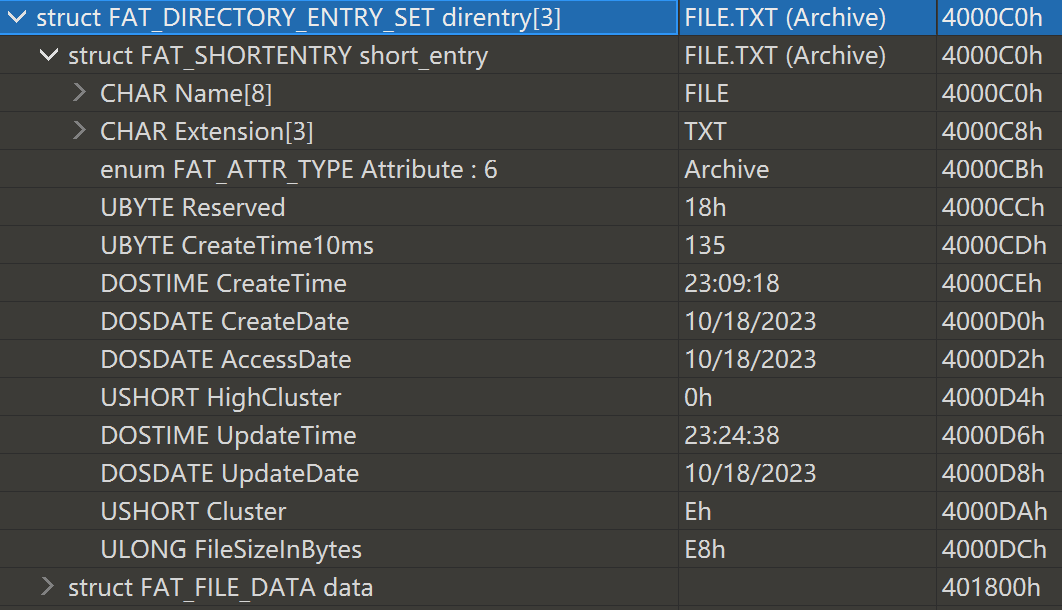 struct FAT_DIRECTORY_ENTRY_SET direntry[3] FILE.TXT (Archive) 4000C0h
struct FAT_SHORTENTRY short_entry FILE.TXT (Archive) 4000C0h
CHAR Name[8] FILE 4000C0h
CHAR Extension[3] TXT 4000C8h
enum FAT_ATTR_TYPE Attribute : 6 Archive 4000CBh
UBYTE Reserved 18h 4000CCh
UBYTE CreateTime10ms 135 4000CDh
DOSTIME CreateTime 23:09:18 4000CEh
DOSDATE CreateDate 10/18/2023 4000D0h
DOSDATE AccessDate 10/18/2023 4000D2h
USHORT HighCluster 0h 4000D4h
DOSTIME UpdateTime 23:24:38 4000D6h
DOSDATE UpdateDate 10/18/2023 4000D8h
USHORT Cluster Eh 4000DAh
ULONG FileSizeInBytes E8h 4000DCh
struct FAT_FILE_DATA data 401800h